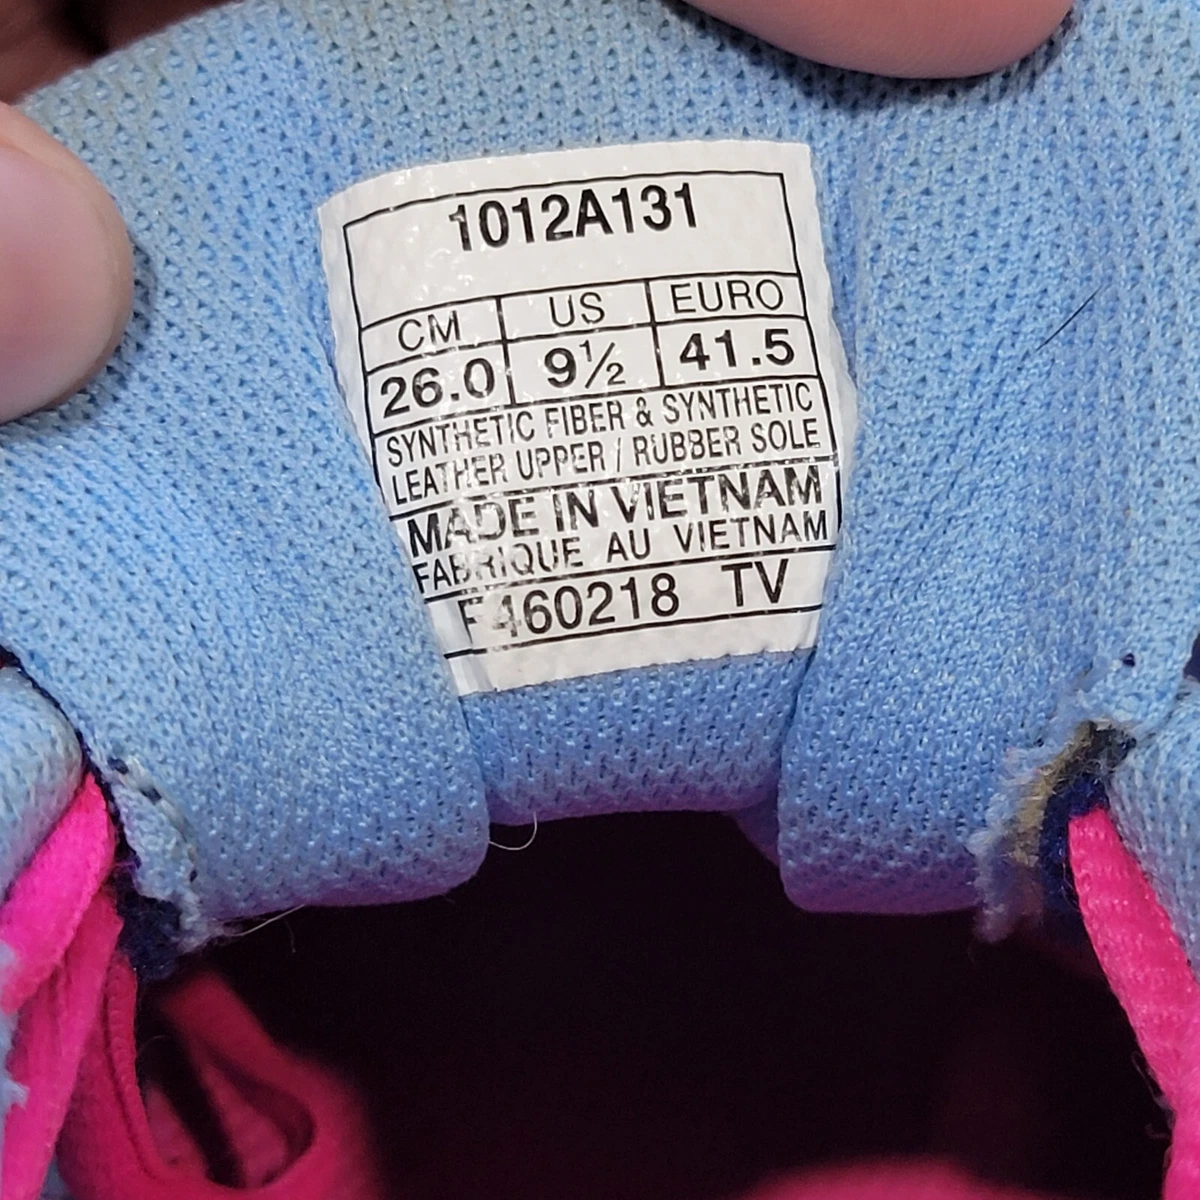 1012A131
CM US EURO
26.0 9½ 41.5
SYNTHETIC FIBER & SYNTHETIC
LEATHER UPPER / RUBBER SOLE
MADE IN VIETNAM
FABRIQUE AU VIETNAM
F460218 TV